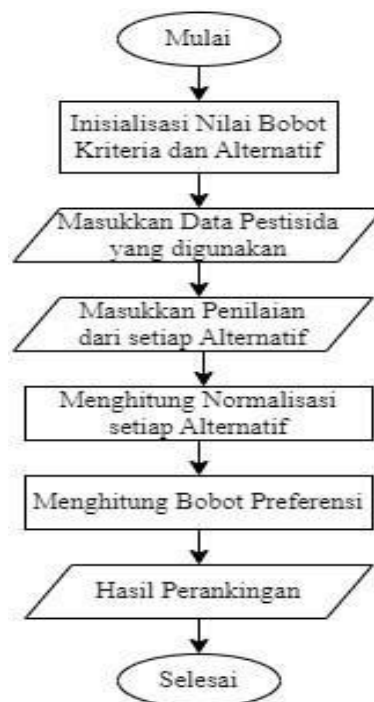 Mulai
Inisialisasi Nilai Bobot
Kriteria dan Alternatif
Masukkan Data Pestisida
yang digunakan
Masukkan Penilaian
dari setiap Alternatif
Menghitung Normalisasi
setiap Alternatif
Menghitung Bobot Preferensi
Hasil Perankingan
Selesai